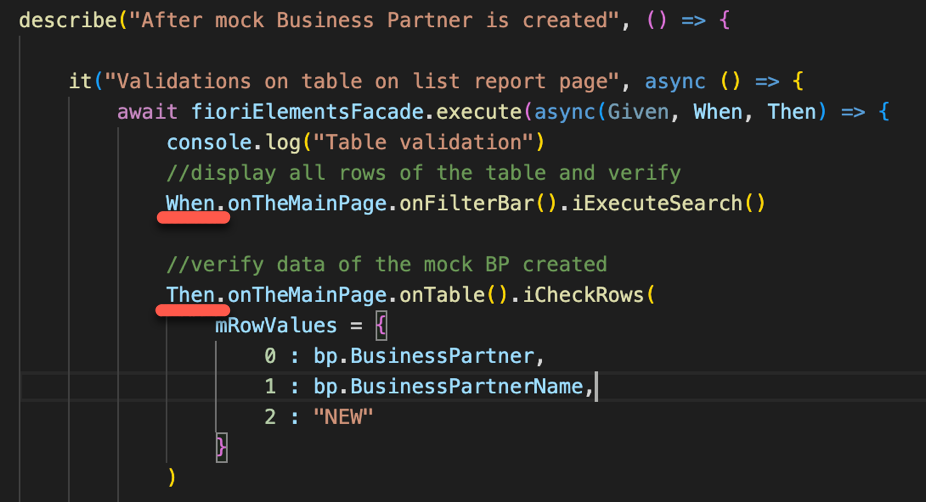 describe("After mock Business Partner is created", () => {
it("Validations on table on list report page", async () => {
await fioriElementsFacade.execute(async(Given, When, Then) => {
console.log("Table validation")
//display all rows of the table and verify
When.onTheMainPage.onFilterBar().iExecuteSearch()
//verify data of the mock BP created
Then.onTheMainPage.onTable().iCheckRows(
mRowValues = {
0 : bp.BusinessPartner,
1 : bp.BusinessPartnerName,
2 : "NEW"
}
)